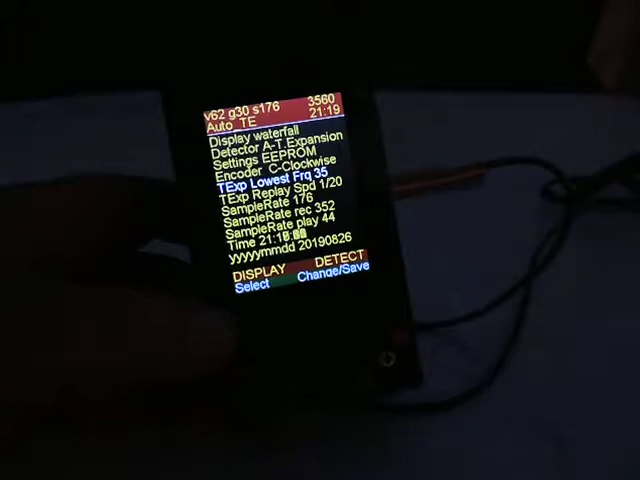 v62 g30 s176 3560
Auto TE 21:19
Display waterfall
Detector A-T.Expansion
Settings EEPROM
Encoder C-Clockwise
TExp Lowest Frq 35
TExp Replay Spd 1/20
SampleRate 176
SampleRate rec 352
SampleRate play 44
Time 21:
yyyymmdd 20190826
DISPLAY DETECT
Select Change/Save